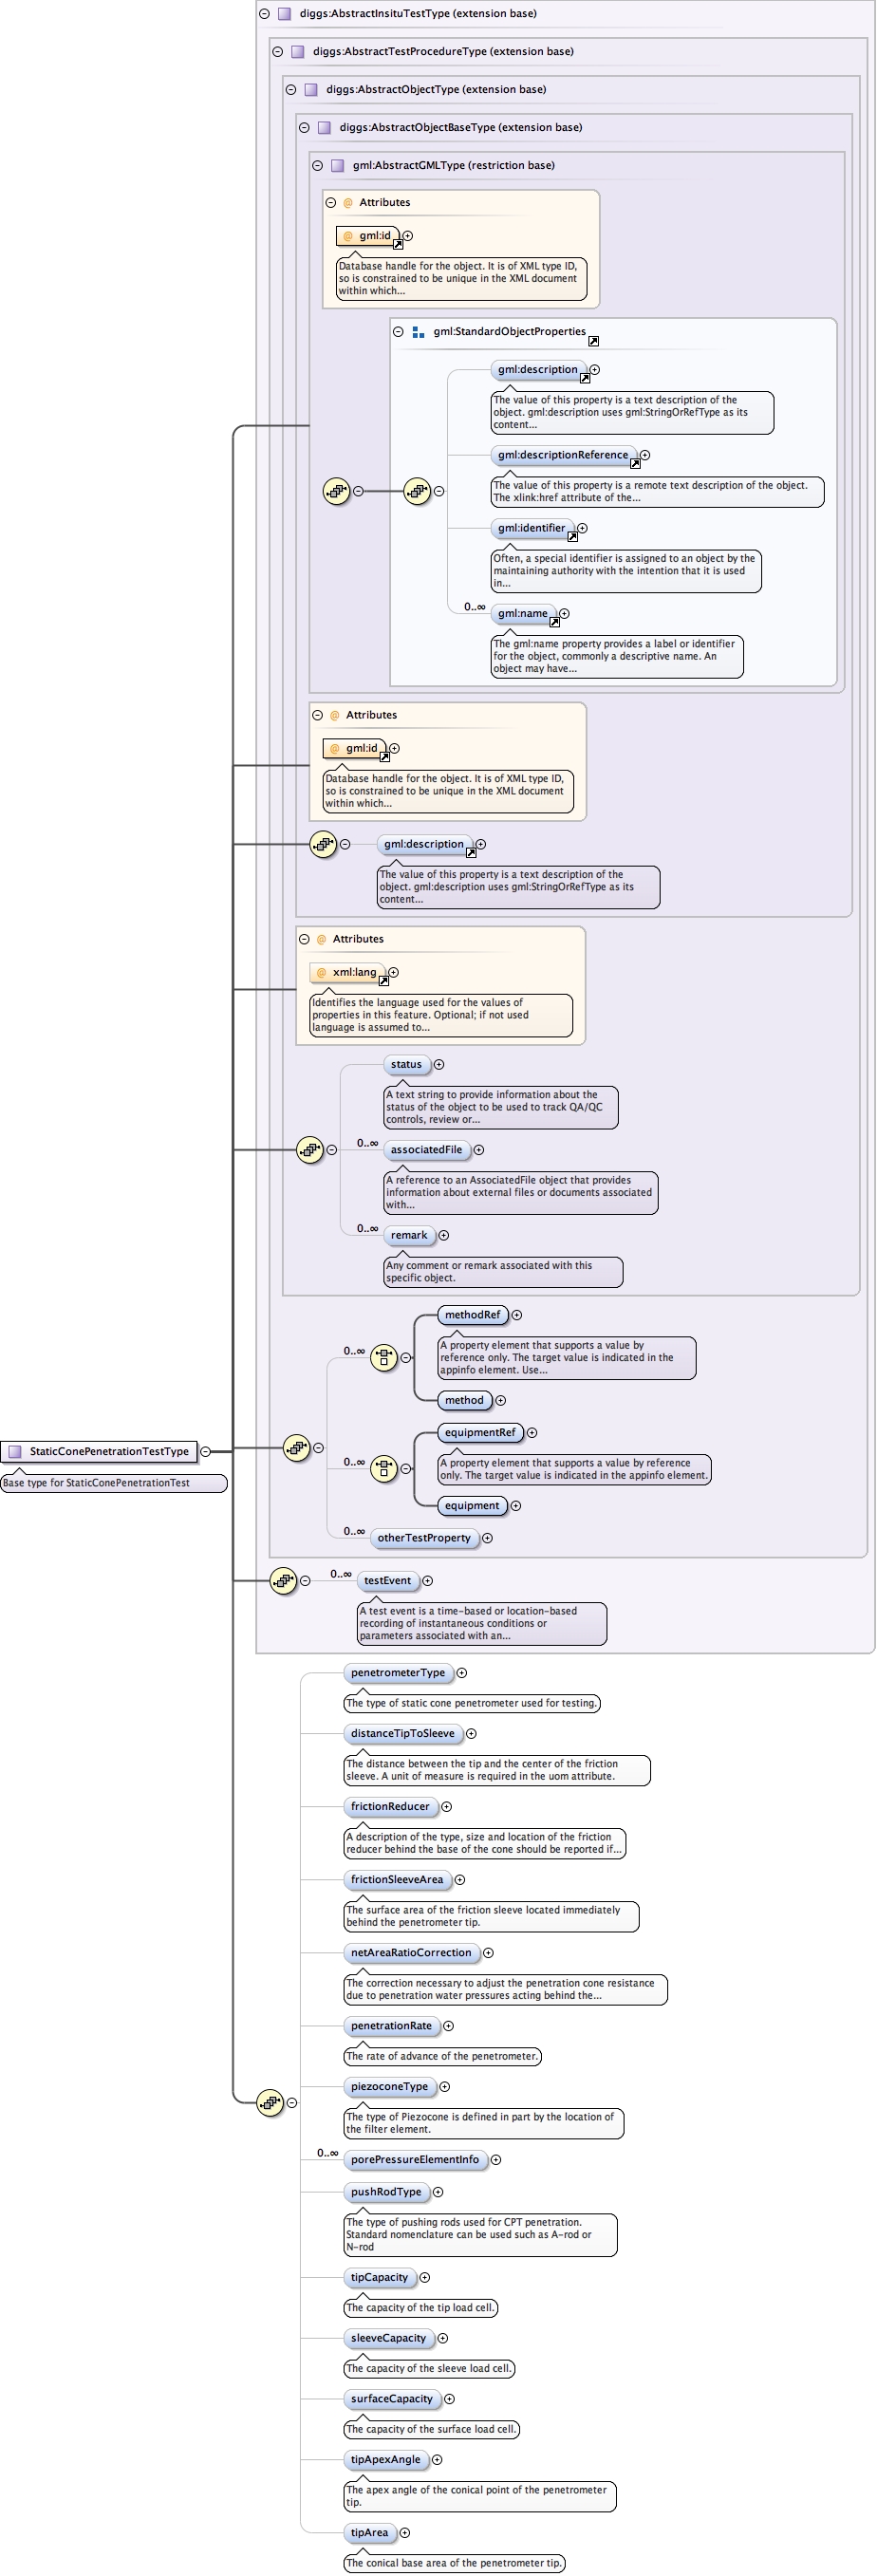 diggs:AbstractInsituTestType (extension base)
diggs:AbstractTestProcedureType (extension base)
diggs:AbstractObjectType (extension base)
diggs:AbstractObjectBaseType (extension base)
gml:AbstractGMLType (restriction base)
@ Attributes
@ gml:id
Database handle for the object. It is of XML type ID,
so is constrained to be unique in the XML document
within which...
gml:StandardObjectProperties
gml:description
The value of this property is a text description of the
object. gml:description uses gml:StringOrRefType as its
content...
gml:descriptionReference
The value of this property is a remote text description of the object.
The xlink:href attribute of the...
gml:identifier
Often, a special identifier is assigned to an object by the
maintaining authority with the intention that it is used
in...
0..∞
gml:name
The gml:name property provides a label or identifier
for the object, commonly a descriptive name. An
object may have...
@ Attributes
@ gml:id
Database handle for the object. It is of XML type ID,
so is constrained to be unique in the XML document
within which...
gml:description
The value of this property is a text description of the
object. gml:description uses gml:StringOrRefType as its
content...
@ Attributes
@ xml:lang
Identifies the language used for the values of
properties in this feature. Optional; if not used
language is assumed to...
status
A text string to provide information about the
status of the object to be used to track QA/QC
controls, review or...
0..∞
associatedFile
A reference to an AssociatedFile object that provides
information about external files or documents associated
with...
0..∞
remark
Any comment or remark associated with this
specific object.
methodRef
0..∞
A property element that supports a value by
reference only. The target value is indicated in the
appinfo element. Use...
method
equipmentRef
0..∞
A property element that supports a value by reference
only. The target value is indicated in the appinfo element.
equipment
0..∞
otherTestProperty
StaticConePenetrationTestType
Base type for StaticConePenetrationTest
0..∞
testEvent
A test event is a time-based or location-based
recording of instantaneous conditions or
parameters associated with an...
penetrometerType
The type of static cone penetrometer used for testing.
distanceTipToSleeve
The distance between the tip and the center of the friction
sleeve. A unit of measure is required in the uom attribute.
frictionReducer
A description of the type, size and location of the friction
reducer behind the base of the cone should be reported if...
frictionSleeveArea
The surface area of the friction sleeve located immediately
behind the penetrometer tip.
netAreaRatioCorrection
The correction necessary to adjust the penetration cone resistance
due to penetration water pressures acting behind the...
penetrationRate
The rate of advance of the penetrometer.
piezoconeType
The type of Piezocone is defined in part by the location of
the filter element.
0..∞
porePressureElementInfo
pushRodType
The type of pushing rods used for CPT penetration.
Standard nomenclature can be used such as A-rod or
N-rod
tipCapacity
The capacity of the tip load cell.
sleeveCapacity
The capacity of the sleeve load cell.
surfaceCapacity
The capacity of the surface load cell.
tipApexAngle
The apex angle of the conical point of the penetrometer
tip.
tipArea
The conical base area of the penetrometer tip.